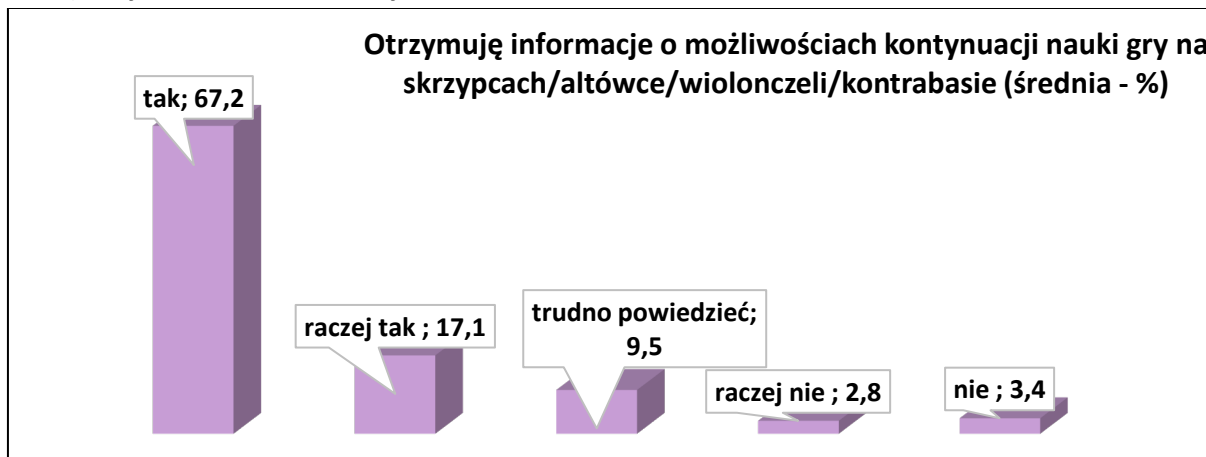 Otrzymuję informacje o możliwościach kontynuacji nauki gry na
skrzypcach/altówce/wiolonczeli/kontrabasie (średnia - %)
tak; 67,2
raczej tak ; 17,1
trudno powiedzieć;
9,5
raczej nie ; 2,8
nie ; 3,4